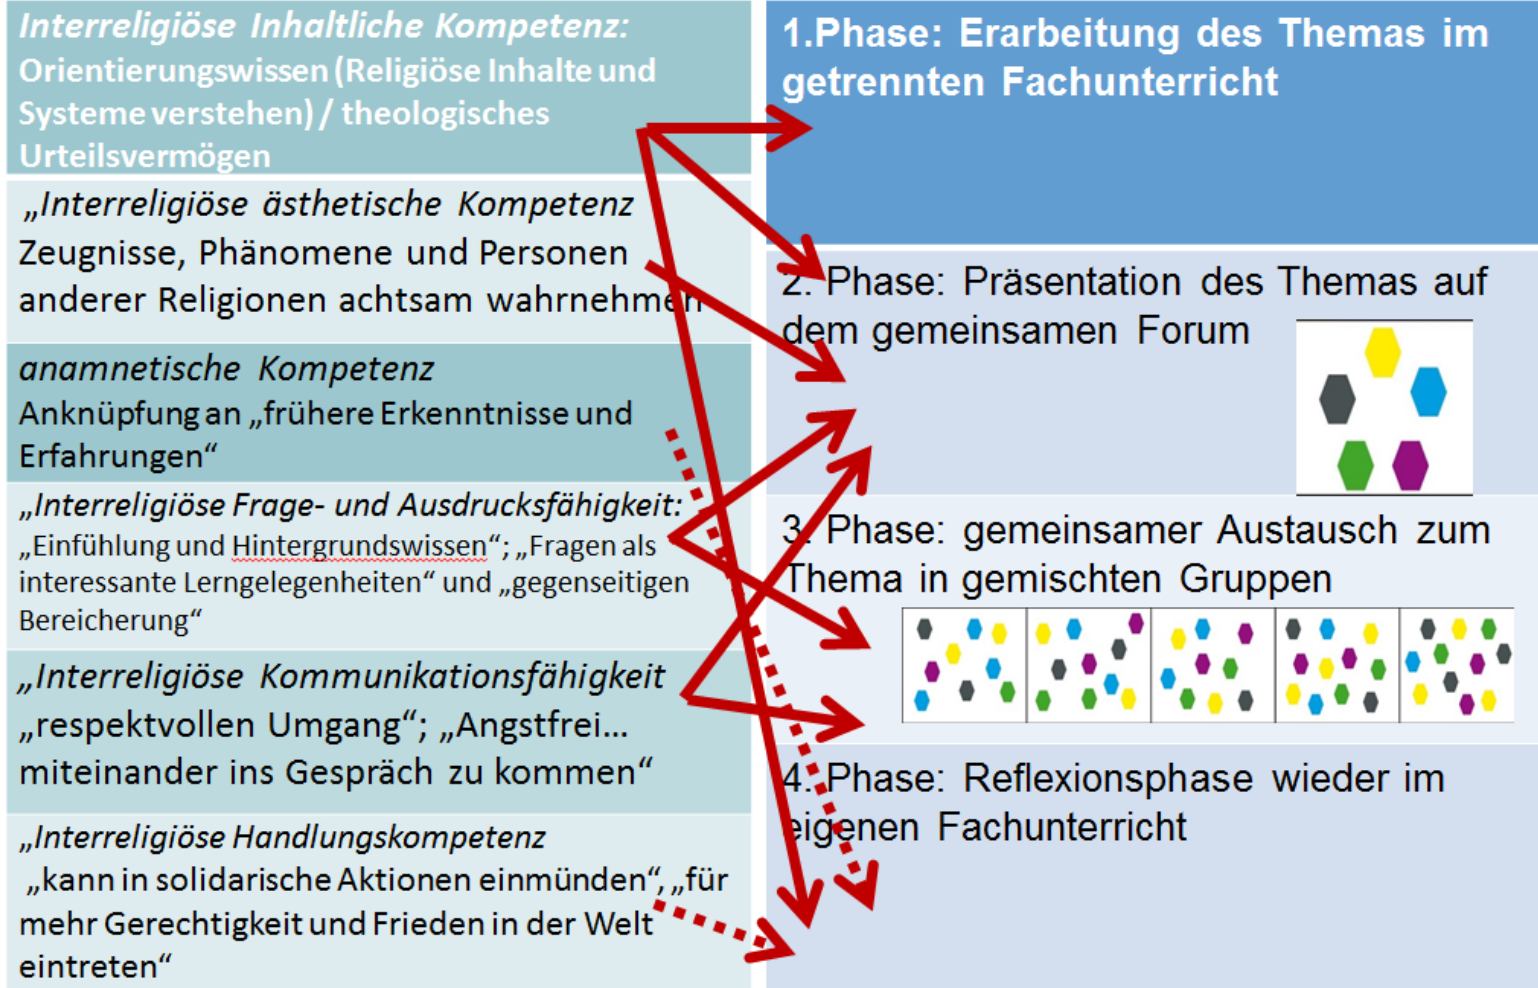 Interreligiöse Inhaltliche Kompetenz:
Orientierungswissen (Religiöse Inhalte und
Systeme verstehen) / theologisches
Urteilsvermögen
„Interreligiöse ästhetische Kompetenz
Zeugnisse, Phänomene und Personen
anderer Religionen achtsam wahrnehmen
anamnetische Kompetenz
Anknüpfung an „frühere Erkenntnisse und
Erfahrungen“
„Interreligiöse Frage- und Ausdrucksfähigkeit:
„Einfühlung und Hintergrundswissen“; „Fragen als
interessante Lerngelegenheiten“ und „gegenseitigen
Bereicherung“
„Interreligiöse Kommunikationsfähigkeit
„respektvollen Umgang“; „Angstfrei…
miteinander ins Gespräch zu kommen“
„Interreligiöse Handlungskompetenz
„kann in solidarische Aktionen einmünden“, „für
mehr Gerechtigkeit und Frieden in der Welt
eintreten“
1.Phase: Erarbeitung des Themas im
getrennten Fachunterricht
2. Phase: Präsentation des Themas auf
dem gemeinsamen Forum
3. Phase: gemeinsamer Austausch zum
Thema in gemischten Gruppen
4. Phase: Reflexionsphase wieder im
eigenen Fachunterricht